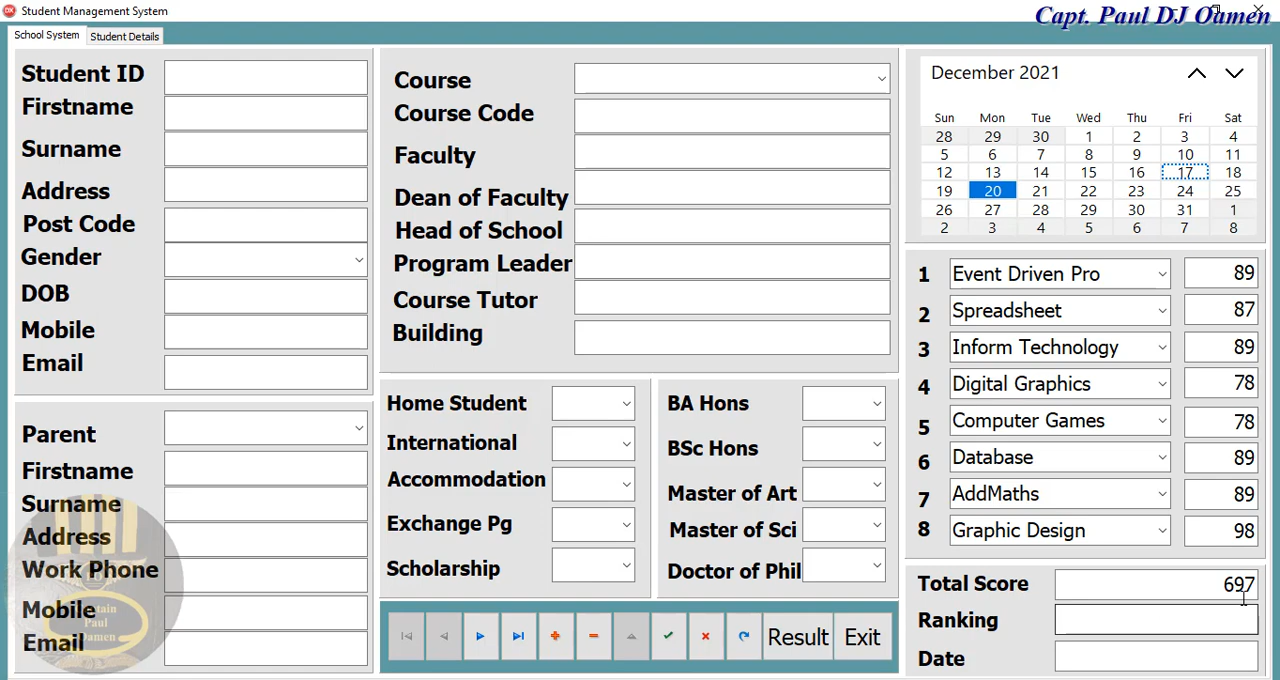 Student Management System
Capt. Paul DJ Oamen
School System
Student Details
Student ID
Firstname
Surname
Address
Post Code
Gender
DOB
Mobile
Email
Parent
Firstname
Surname
Address
Work Phone
Mobile
Email
Captain
Paul
Oamen
Course
Course Code
Faculty
Dean of Faculty
Head of School
Program Leader
Course Tutor
Building
Home Student
International
Accommodation
Exchange Pg
Scholarship
BA Hons
BSc Hons
Master of Art
Master of Sci
Doctor of Phil
Result Exit
December 2021
Sun Mon Tue Wed Thu Fri Sat
28 29 30 1 2 3 4
5 6 7 8 9 10 11
12 13 14 15 16 17 18
19 20 21 22 23 24 25
26 27 28 29 30 31 1
2 3 4 5 6 7 8
1 Event Driven Pro 89
2 Spreadsheet 87
3 Inform Technology 89
4 Digital Graphics 78
5 Computer Games 78
6 Database 89
7 AddMaths 89
8 Graphic Design 98
Total Score 697
Ranking
Date